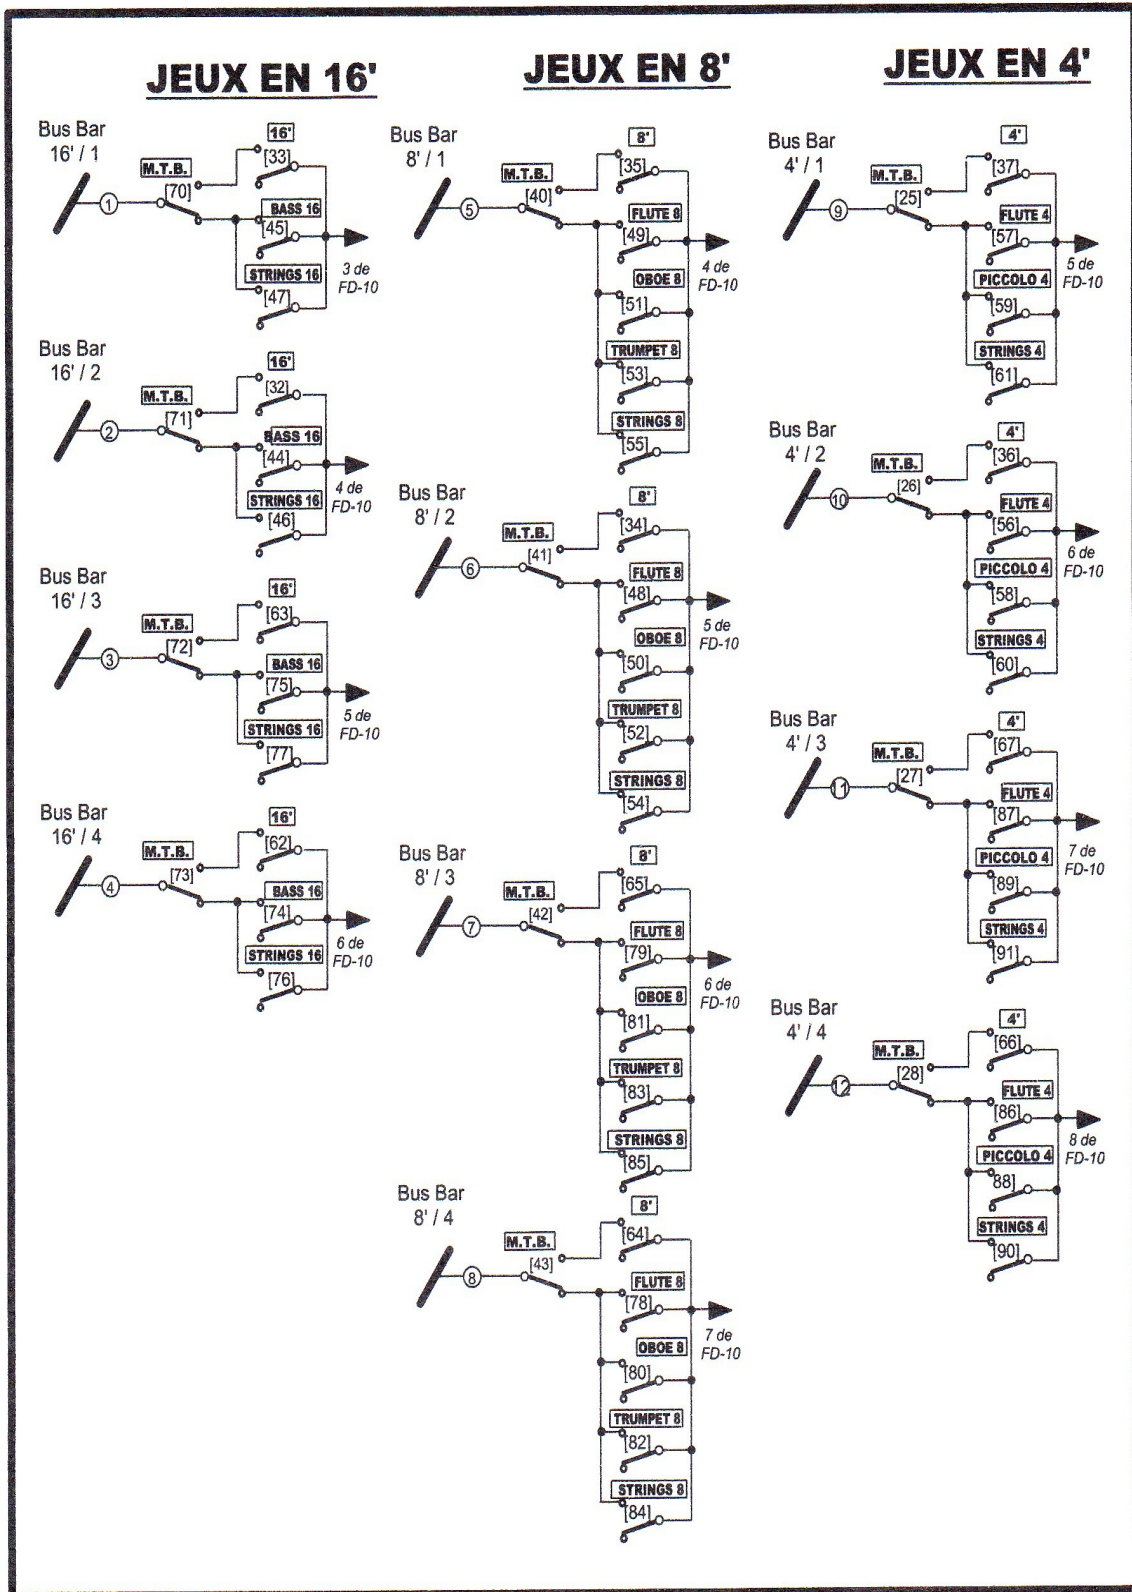 JEUX EN 16'
Bus Bar
16' / 1
1
M.T.B.
[70]
16'
[33]
BASS 16
[45]
STRINGS 16
[47]
3 de
FD-10
Bus Bar
16' / 2
2
M.T.B.
[71]
16'
[32]
BASS 16
[44]
STRINGS 16
[46]
4 de
FD-10
Bus Bar
16' / 3
3
M.T.B.
[72]
16'
[63]
BASS 16
[75]
STRINGS 16
[77]
5 de
FD-10
Bus Bar
16' / 4
4
M.T.B.
[73]
16'
[62]
BASS 16
[74]
STRINGS 16
[76]
6 de
FD-10
JEUX EN 8'
Bus Bar
8' / 1
5
M.T.B.
[40]
8'
[35]
FLUTE 8
[49]
OBOE 8
[51]
TRUMPET 8
[53]
STRINGS 8
[55]
4 de
FD-10
Bus Bar
8' / 2
6
M.T.B.
[41]
8'
[34]
FLUTE 8
[48]
OBOE 8
[50]
TRUMPET 8
[52]
STRINGS 8
[54]
5 de
FD-10
Bus Bar
8' / 3
7
M.T.B.
[42]
8'
[65]
FLUTE 8
[79]
OBOE 8
[81]
TRUMPET 8
[83]
STRINGS 8
[85]
6 de
FD-10
Bus Bar
8' / 4
8
M.T.B.
[43]
8'
[64]
FLUTE 8
[78]
OBOE 8
[80]
TRUMPET 8
[82]
STRINGS 8
[84]
7 de
FD-10
JEUX EN 4'
Bus Bar
4' / 1
9
M.T.B.
[25]
4'
[37]
FLUTE 4
[57]
PICCOLO 4
[59]
STRINGS 4
[61]
5 de
FD-10
Bus Bar
4' / 2
10
M.T.B.
[26]
4'
[36]
FLUTE 4
[56]
PICCOLO 4
[58]
STRINGS 4
[60]
6 de
FD-10
Bus Bar
4' / 3
11
M.T.B.
[27]
4'
[67]
FLUTE 4
[87]
PICCOLO 4
[89]
STRINGS 4
[91]
7 de
FD-10
Bus Bar
4' / 4
12
M.T.B.
[28]
4'
[66]
FLUTE 4
[86]
PICCOLO 4
[88]
STRINGS 4
[90]
8 de
FD-10